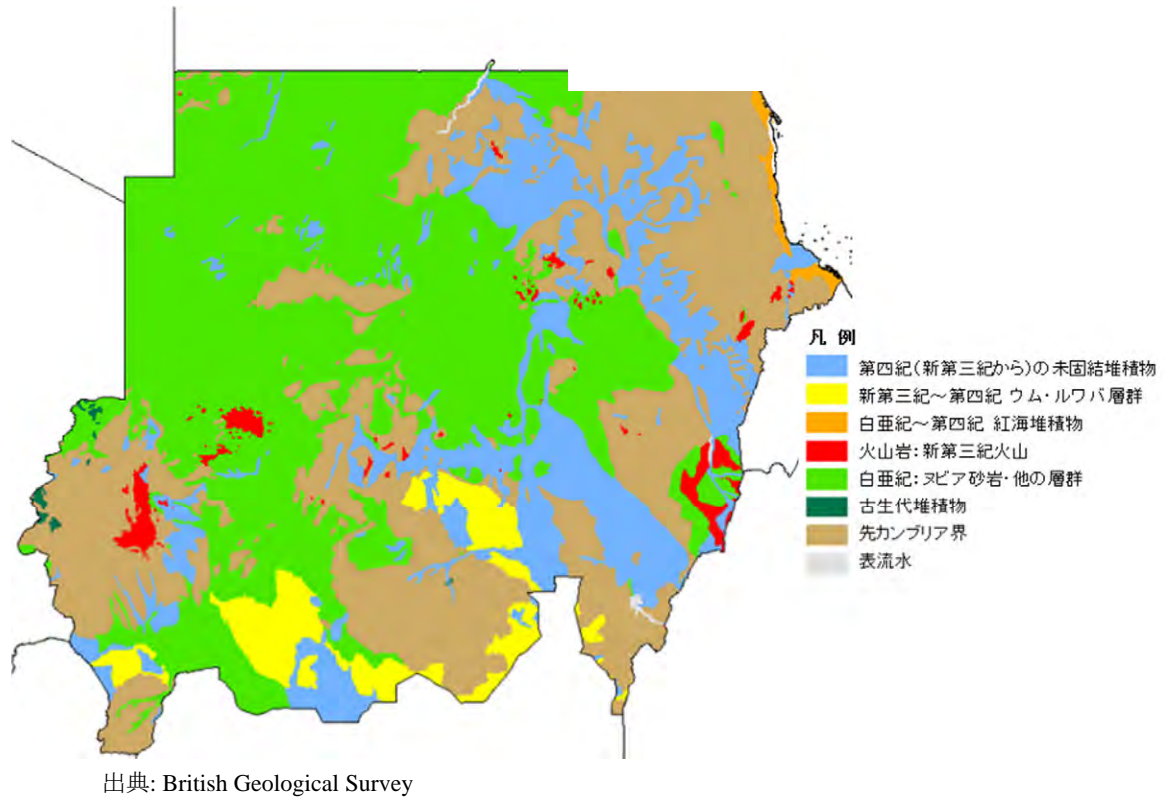 凡 例
第四紀(新第三紀から)の未固結堆積物
新第三紀～第四紀 ウム・ルワバ層群
白亜紀～第四紀 紅海堆積物
火山岩：新第三紀火山
白亜紀：ヌビア砂岩・他の層群
古生代堆積物
先カンブリア界
表流水
出典: British Geological Survey